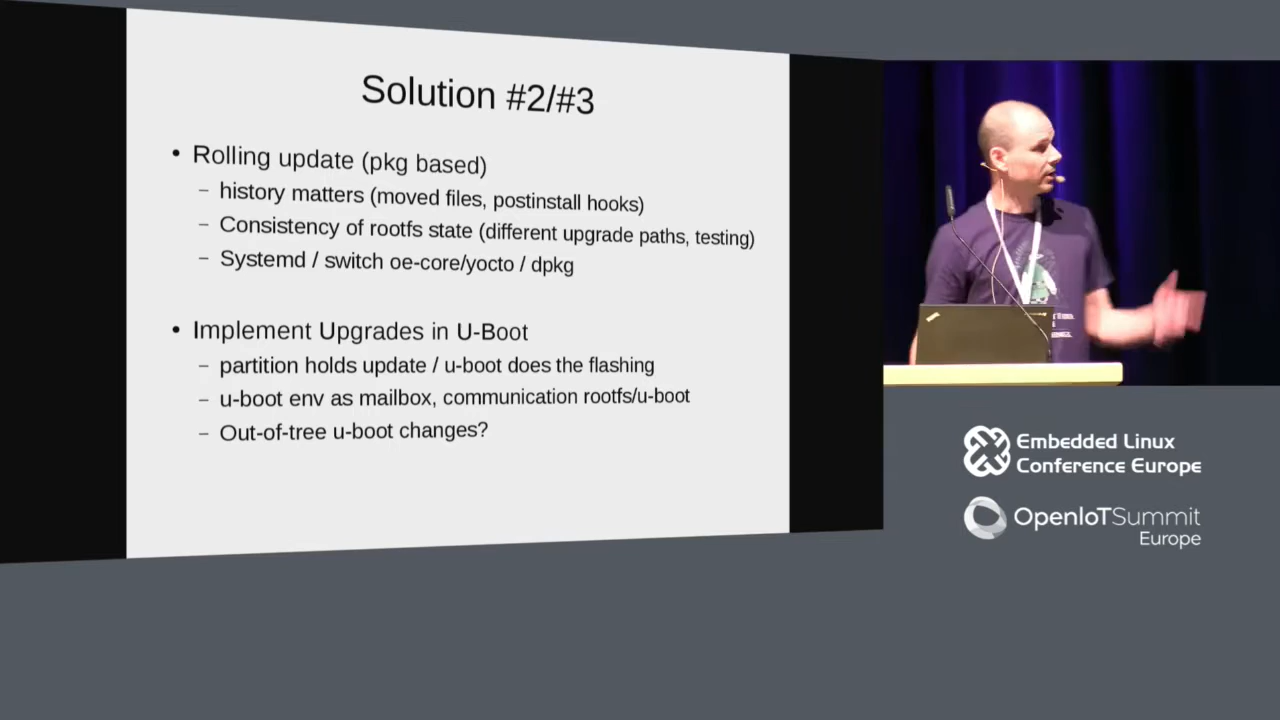 Solution #2/#3
• Rolling update (pkg based)
– history matters (moved files, postinstall hooks)
– Consistency of rootfs state (different upgrade paths, testing)
– Systemd / switch oe-core/yocto / dpkg
• Implement Upgrades in U-Boot
– partition holds update / u-boot does the flashing
– u-boot env as mailbox, communication rootfs/u-boot
– Out-of-tree u-boot changes?
Embedded Linux
Conference Europe
OpenIoTSummit
Europe